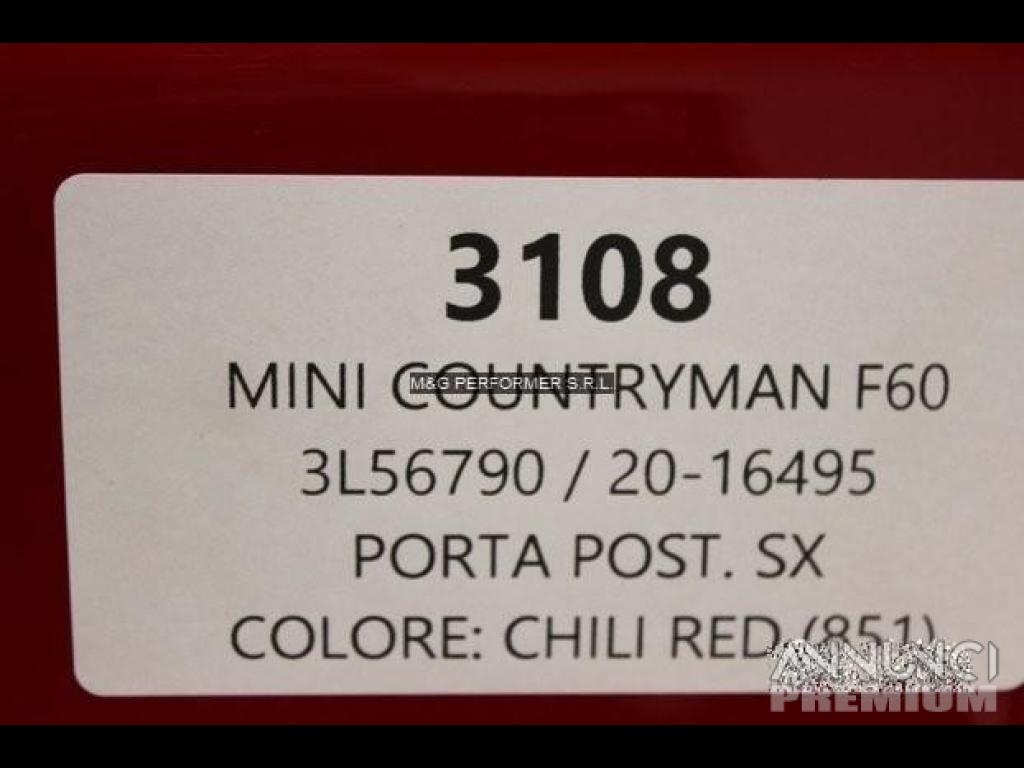 3108
MINI COUNTRYMAN F60
M&G PERFORMER S.R.L.
3L56790 / 20-16495
PORTA POST. SX
COLORE: CHILI RED (851)
ANNUNCI
PREMIUM